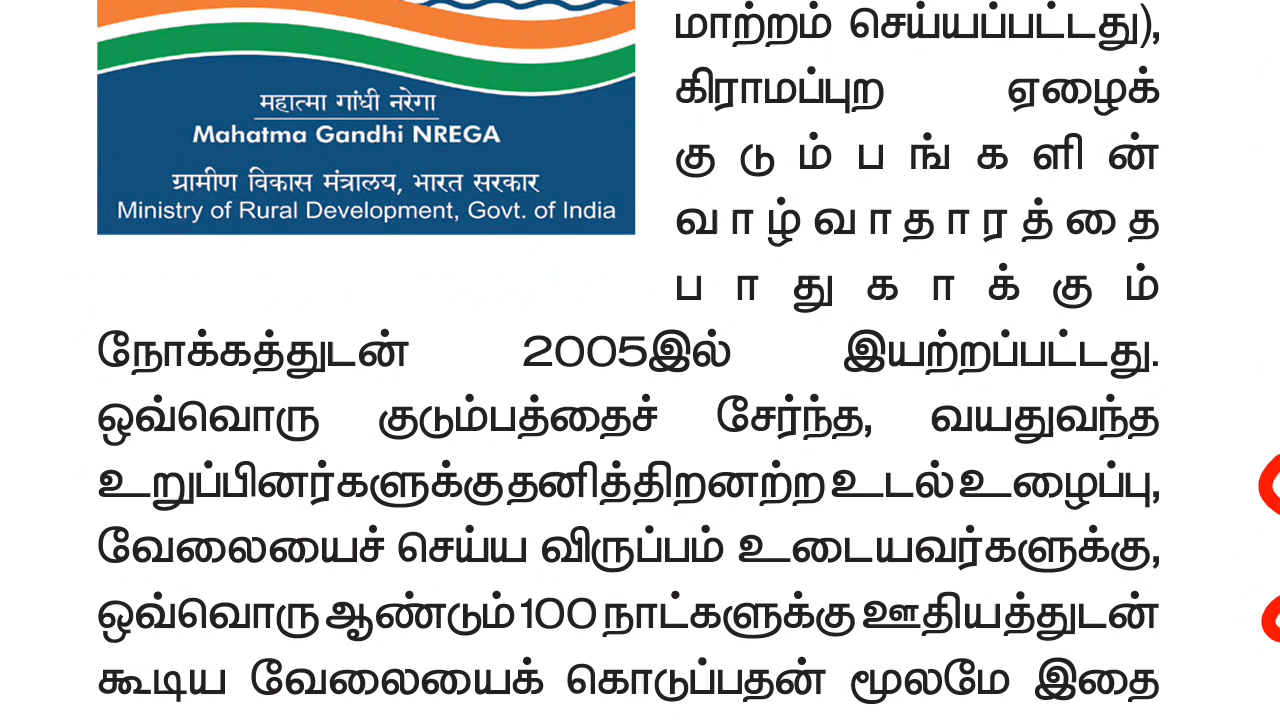 महात्मा गांधी नरेगा
Mahatma Gandhi NREGA
ग्रामीण विकास मंत्रालय, भारत सरकार
Ministry of Rural Development, Govt. of India
மாற்றம் செய்யப்பட்டது),
கிராமப்புற ஏழைக்
குடும்பங்களின்
வாழ்வாதாரத்தை
பாதுகாக்கும்
நோக்கத்துடன் 2005இல் இயற்றப்பட்டது.
ஒவ்வொரு குடும்பத்தைச் சேர்ந்த, வயதுவந்த
உறுப்பினர்களுக்கு தனித்திறனற்ற உடல் உழைப்பு,
வேலையைச் செய்ய விருப்பம் உடையவர்களுக்கு,
ஒவ்வொரு ஆண்டும் 100 நாட்களுக்கு ஊதியத்துடன்
கூடிய வேலையைக் கொடுப்பதன் மூலமே இதை